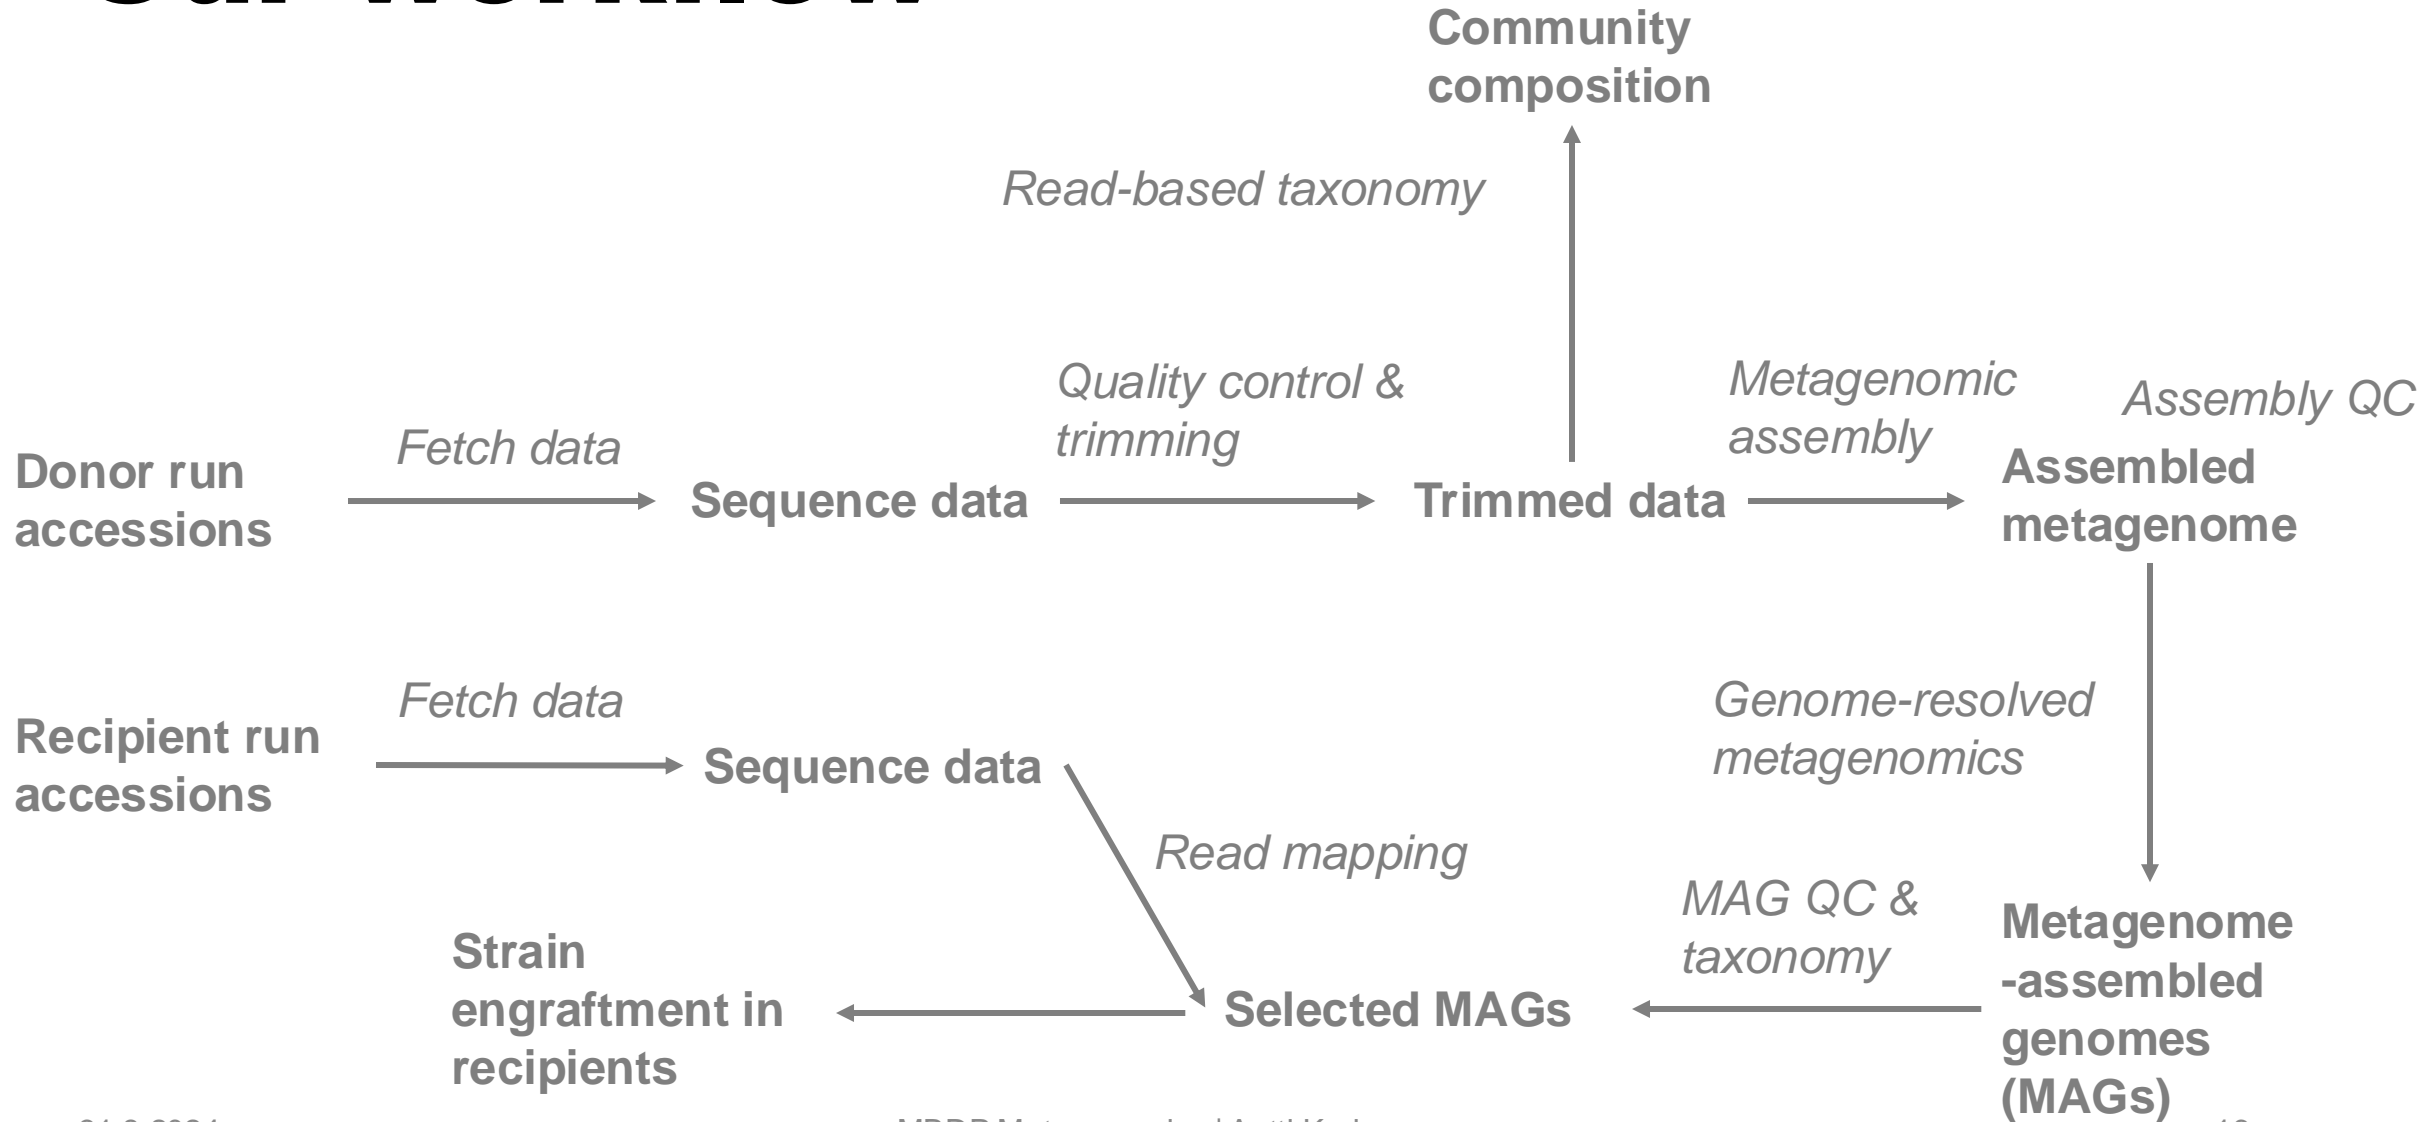 Our workflow
Community
composition
Read-based taxonomy
Quality control &
trimming
Metagenomic
assembly
Assembly QC
Fetch data
Donor run
accessions
Sequence data
Trimmed data
Assembled
metagenome
Fetch data
Recipient run
accessions
Sequence data
Genome-resolved
metagenomics
Read mapping
MAG QC &
taxonomy
Metagenome
-assembled
genomes
(MAGs)
Selected MAGs
Strain
engraftment in
recipients